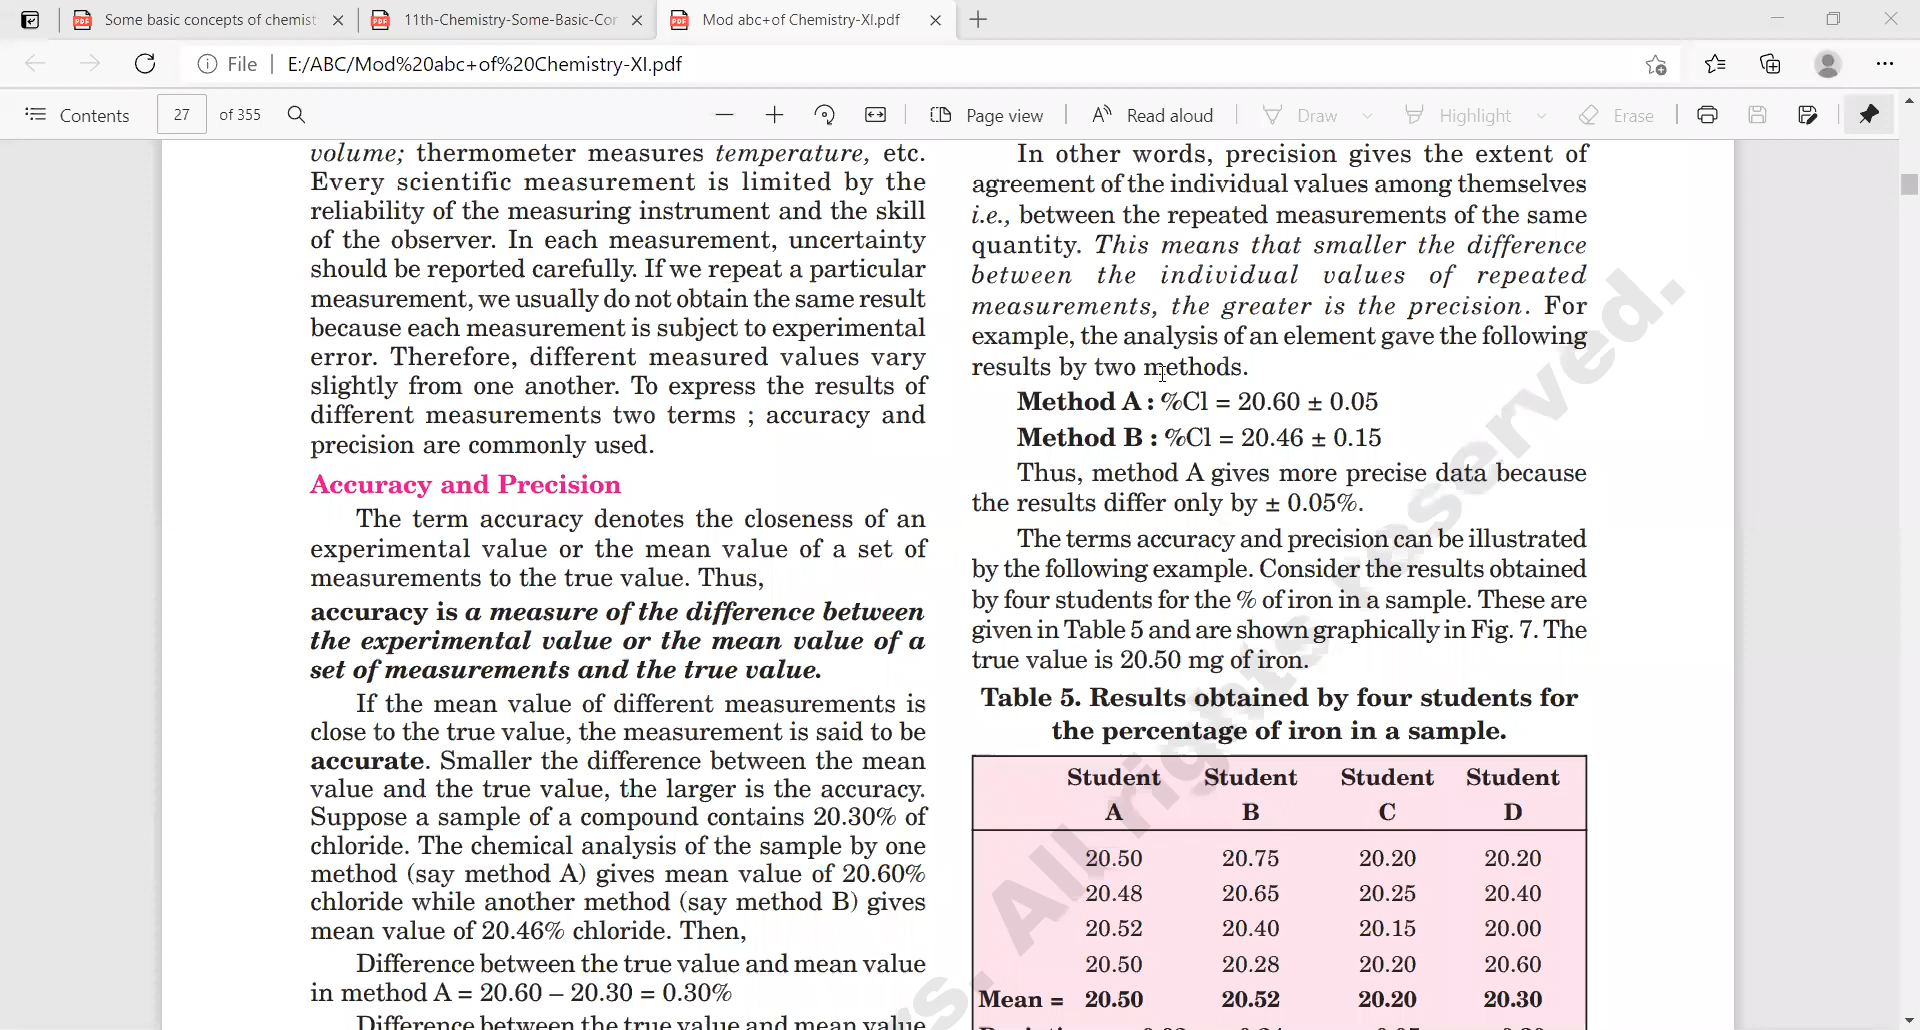 Some basic concepts of chemist
11th-Chemistry-Some-Basic-Con
Mod abc+of Chemistry-XI.pdf
File
E:/ABC/Mod%20abc+of%20Chemistry-XI.pdf
Contents
27
of 355
Page view
Read aloud
Draw
Highlight
Erase
volume; thermometer measures temperature, etc.
Every scientific measurement is limited by the
reliability of the measuring instrument and the skill
of the observer. In each measurement, uncertainty
should be reported carefully. If we repeat a particular
measurement, we usually do not obtain the same result
because each measurement is subject to experimental
error. Therefore, different measured values vary
slightly from one another. To express the results of
different measurements two terms ; accuracy and
precision are commonly used.
Accuracy and Precision
The term accuracy denotes the closeness of an
experimental value or the mean value of a set of
measurements to the true value. Thus,
accuracy is a measure of the difference between
the experimental value or the mean value of a
set of measurements and the true value.
If the mean value of different measurements is
close to the true value, the measurement is said to be
accurate. Smaller the difference between the mean
value and the true value, the larger is the accuracy.
Suppose a sample of a compound contains 20.30% of
chloride. The chemical analysis of the sample by one
method (say method A) gives mean value of 20.60%
chloride while another method (say method B) gives
mean value of 20.46% chloride. Then,
Difference between the true value and mean value
in method A = 20.60 – 20.30 = 0.30%
Difference between the true value and mean value
In other words, precision gives the extent of
agreement of the individual values among themselves
i.e., between the repeated measurements of the same
quantity. This means that smaller the difference
between the individual values of repeated
measurements, the greater is the precision. For
example, the analysis of an element gave the following
results by two methods.
Method A : %Cl = 20.60 ± 0.05
Method B : %Cl = 20.46 ± 0.15
Thus, method A gives more precise data because
the results differ only by ± 0.05%.
The terms accuracy and precision can be illustrated
by the following example. Consider the results obtained
by four students for the % of iron in a sample. These are
given in Table 5 and are shown graphically in Fig. 7. The
true value is 20.50 mg of iron.
Table 5. Results obtained by four students for
the percentage of iron in a sample.
Student Student Student Student
A B C D
20.50 20.75 20.20 20.20
20.48 20.65 20.25 20.40
20.52 20.40 20.15 20.00
20.50 20.28 20.20 20.60
Mean = 20.50 20.52 20.20 20.30
s. All rights reserved.